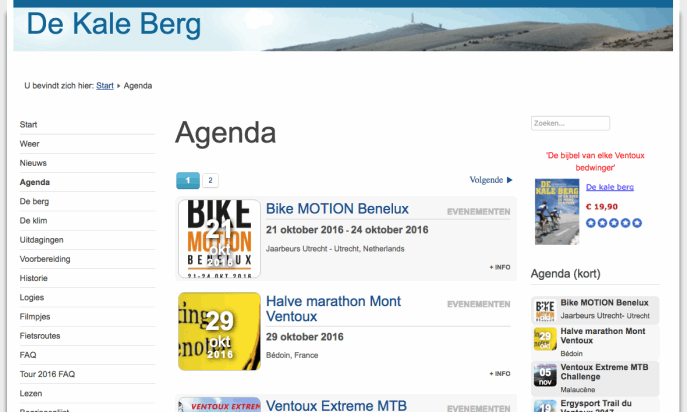 De Kale Berg
U bevindt zich hier: Start Agenda
Start
Weer
Nieuws
Agenda
De berg
De klim
Uitdagingen
Voorbereiding
Historie
Logies
Filmpjes
Fietsroutes
FAQ
Tour 2016 FAQ
Lezen
Agenda
1 2
Volgende
BIKE
MOTION
BENELUX
21-24 OKT 2016
21
okt
2016
Bike MOTION Benelux
EVENEMENTEN
21 oktober 2016 - 24 oktober 2016
Jaarbeurs Utrecht - Utrecht, Netherlands
+ INFO
29
okt
2016
Halve marathon Mont
Ventoux
EVENEMENTEN
29 oktober 2016
Bédoin, France
+ INFO
VENTOUX EXTREM
Ventoux Extreme MTB
EVENEMENTEN
Zoeken...
'De bijbel van elke Ventoux
bedwinger'
DE
KALE BERG
De kale berg
€ 19,90
Agenda (kort)
BIKE
MOTION
Bike MOTION Benelux
Jaarbeurs Utrecht- Utrecht
29
okt
Halve marathon Mont
Ventoux
Bédoin
05
nov
Ventoux Extreme MTB
Challenge
Malaucène
19
Ergysport Trail du
Ventoux 2017